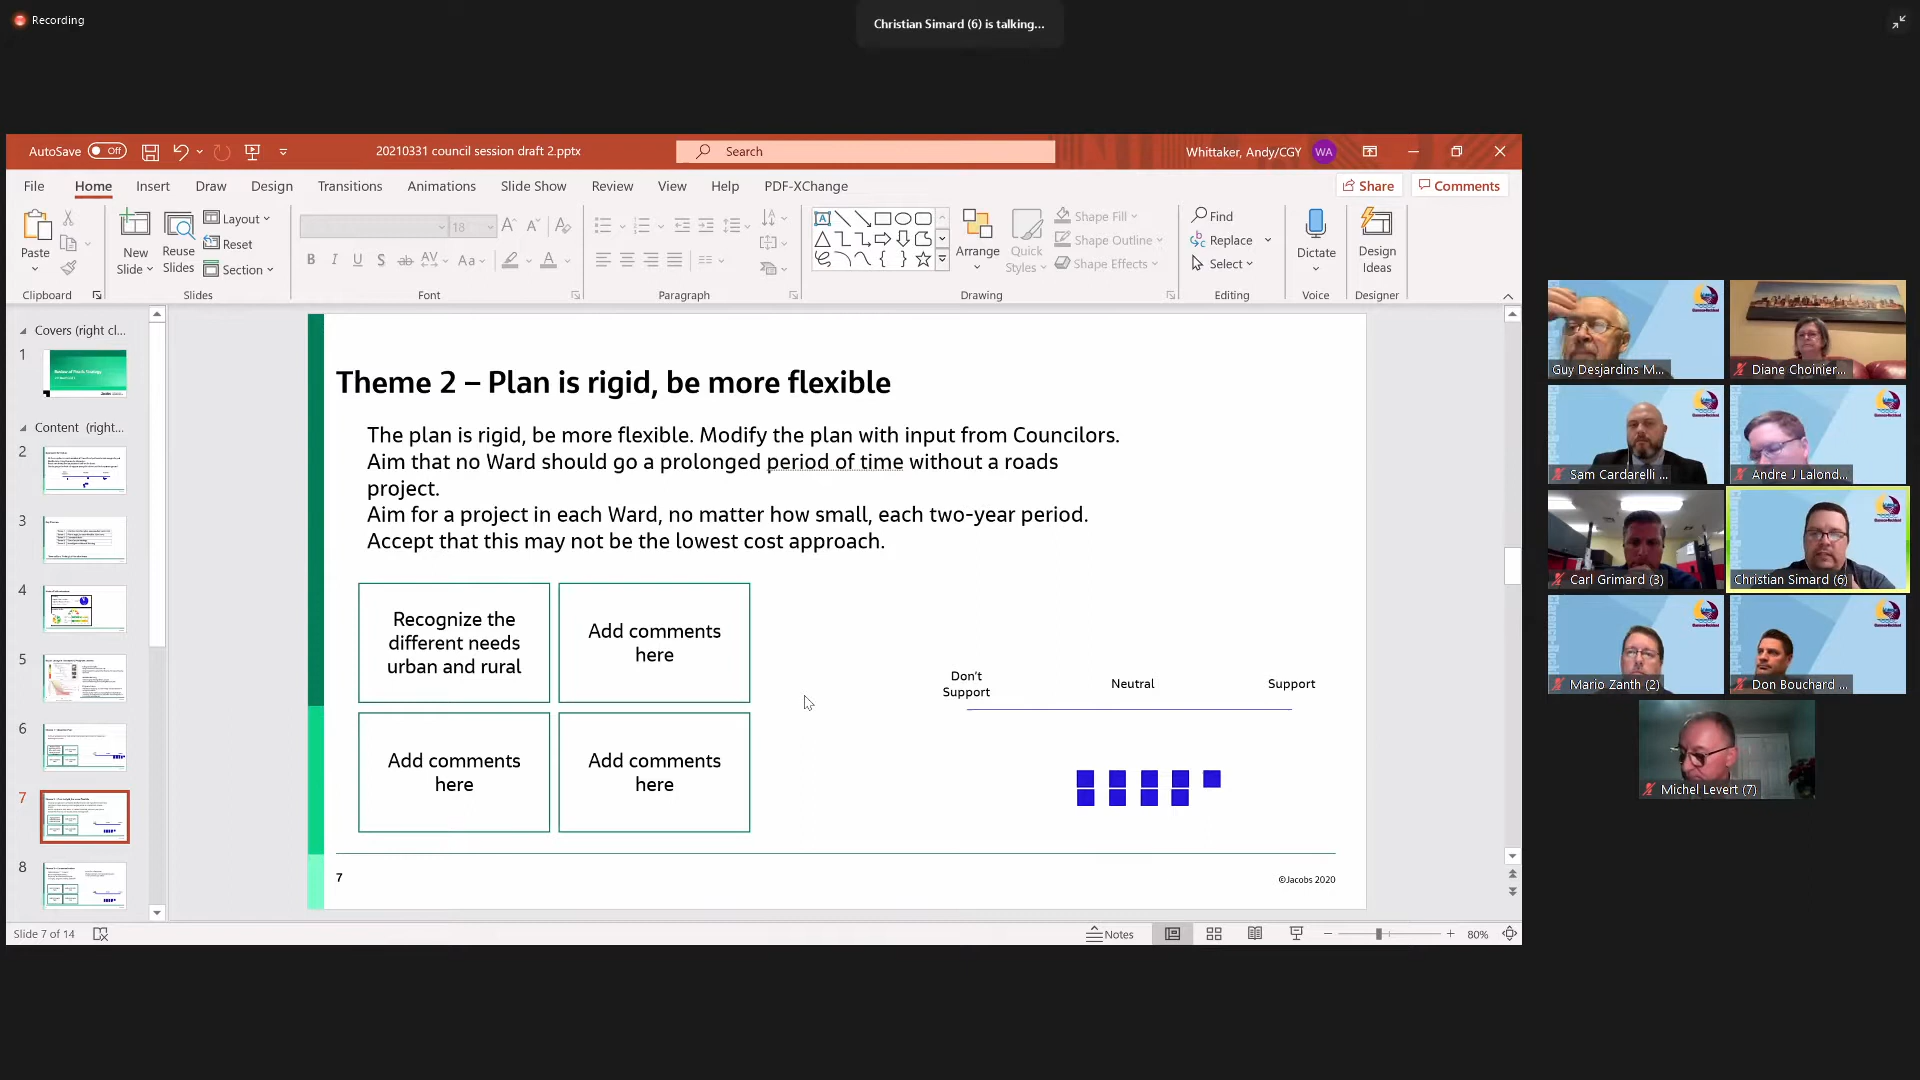 Recording
Christian Simard (6) is talking...
AutoSave Off
20210331 council session draft 2.pptx
Search
Whittaker, Andy/CGY
WA
File Home Insert Draw Design Transitions Animations Slide Show Review View Help PDF-XChange
Share
Comments
Paste
New Slide
Reuse Slides
Layout
Reset
Section
18
Arrange
Quick Styles
Shape Fill
Shape Outline
Shape Effects
Find
Replace
Select
Dictate
Design Ideas
Clipboard
Slides
Font
Paragraph
Drawing
Editing
Voice
Designer
Covers (right cl...
1
Content (right...
2
3
4
5
6
7
8
Theme 2 – Plan is rigid, be more flexible
The plan is rigid, be more flexible. Modify the plan with input from Councilors.
Aim that no Ward should go a prolonged period of time without a roads
project.
Aim for a project in each Ward, no matter how small, each two-year period.
Accept that this may not be the lowest cost approach.
Recognize the
different needs
urban and rural
Add comments
here
Add comments
here
Add comments
here
Don't
Support
Neutral
Support
7
©Jacobs 2020
Slide 7 of 14
Notes
80%
Guy Desjardins M...
Diane Choinier...
Sam Cardarelli ...
Andre J Lalond...
Carl Grimard (3)
Christian Simard (6)
Mario Zanth (2)
Don Bouchard ...
Michel Levert (7)